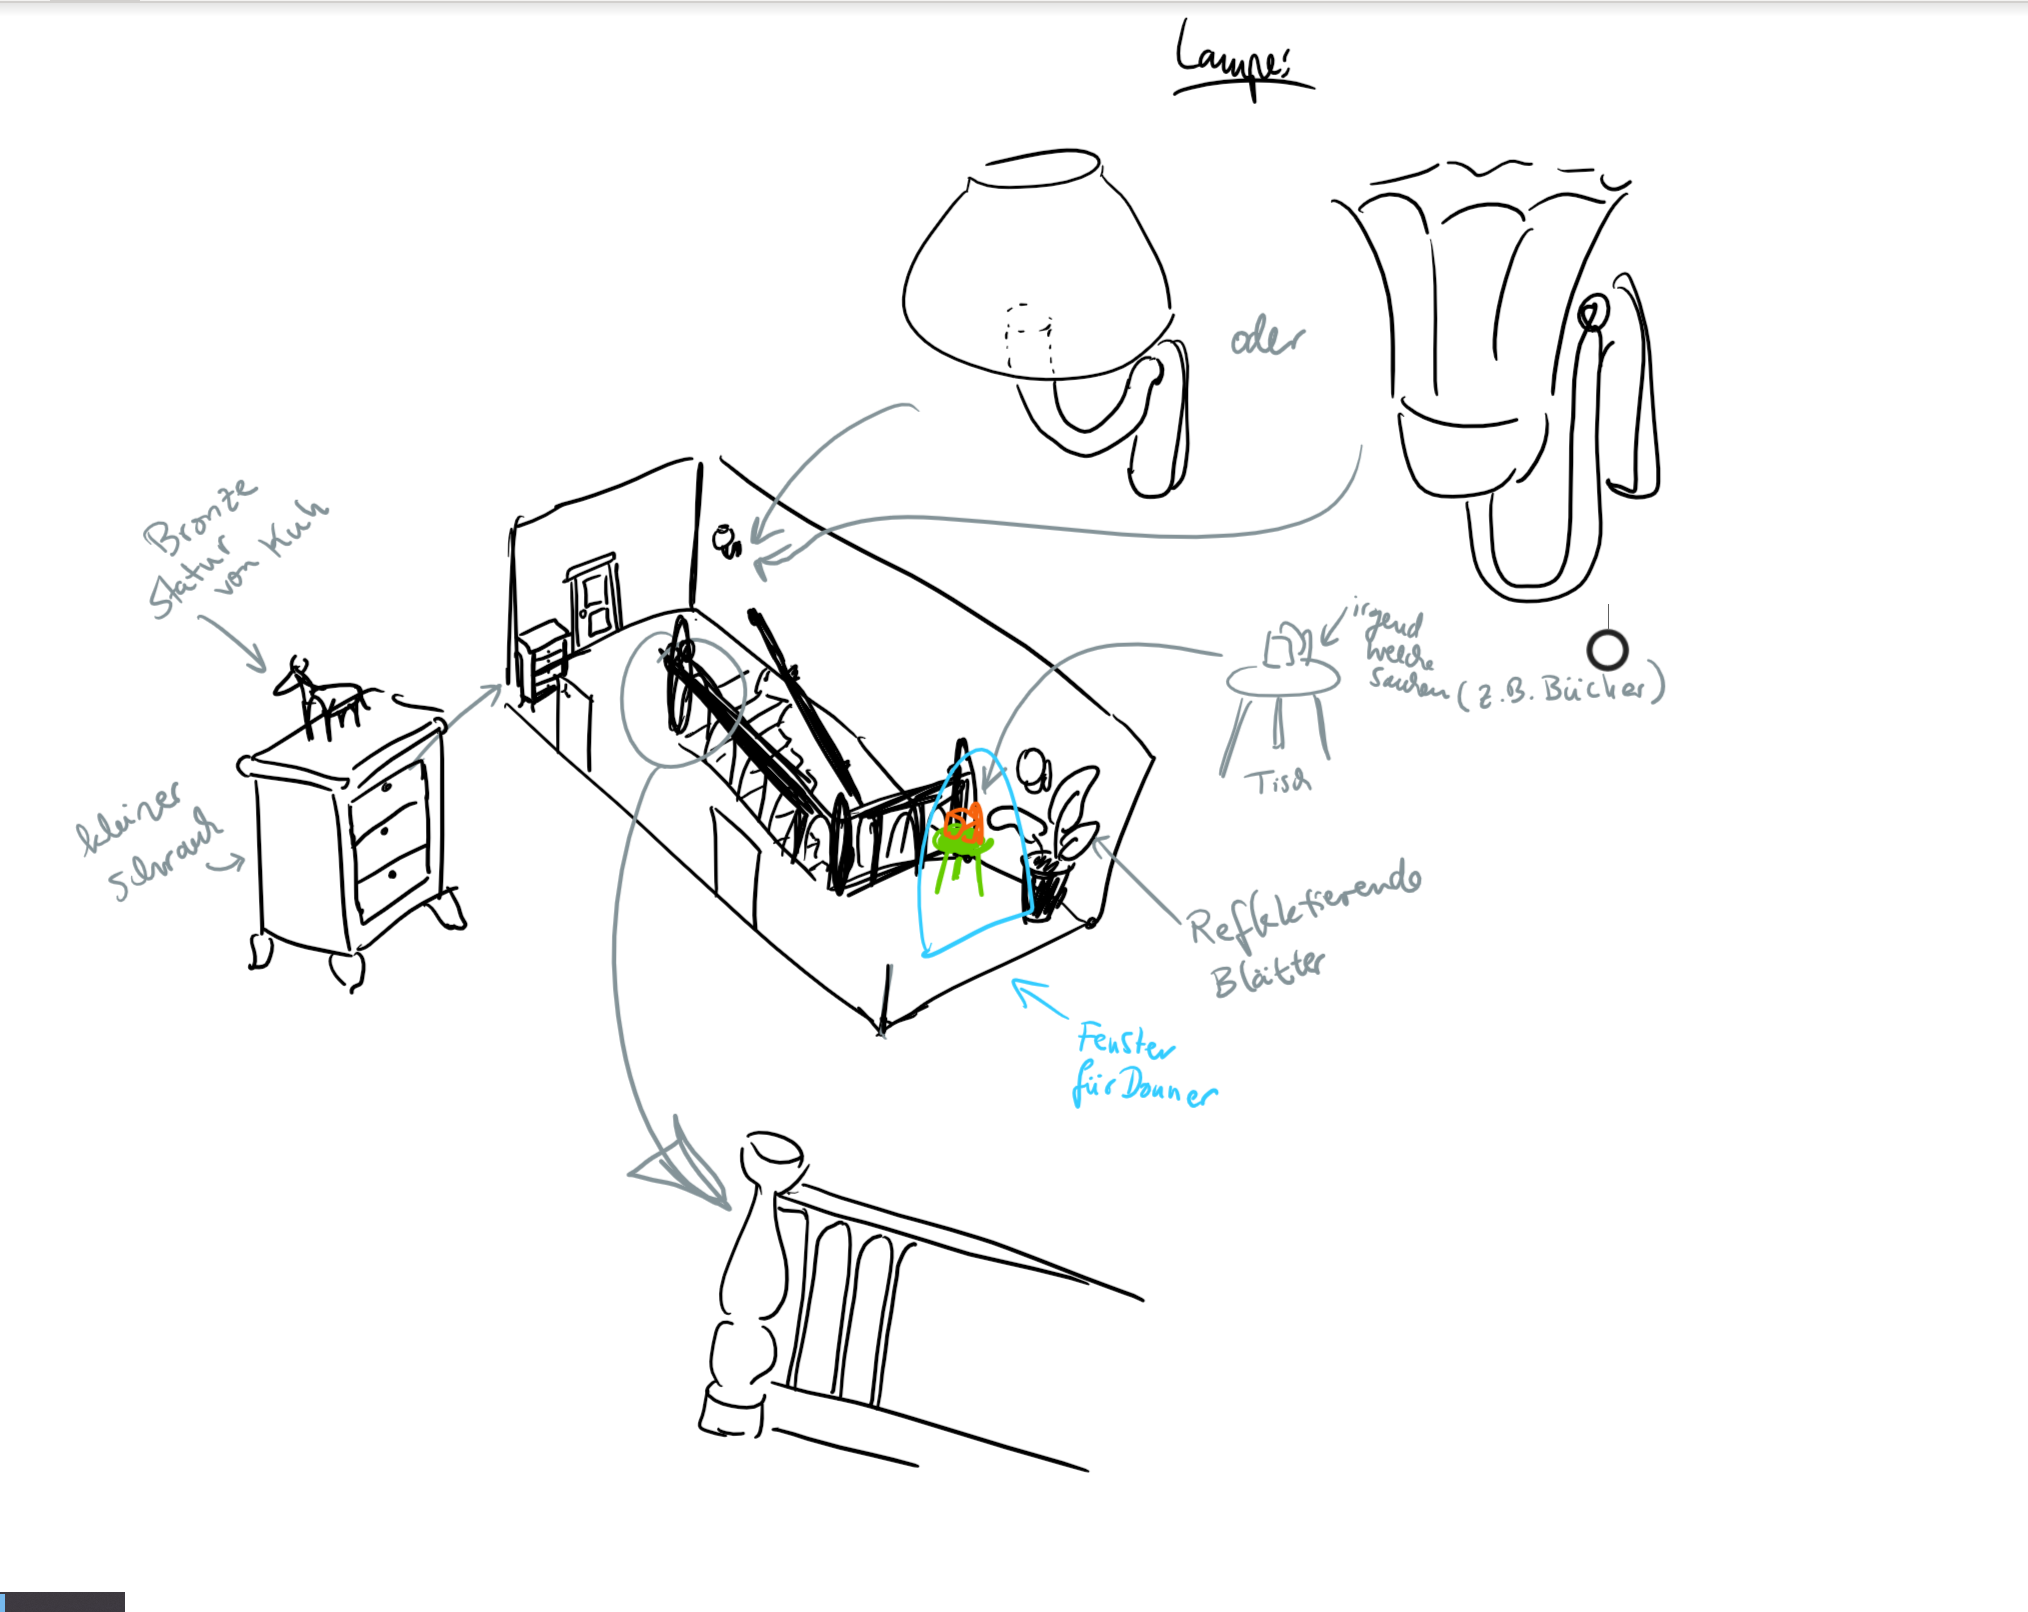 Lampe:
oder
Bronze
Statur
von Kuh
irgend
welche
sachen (z.B. Bücher)
Tisch
kleiner
Schrank
Reflektierende
Blätter
Fenster
für Donner